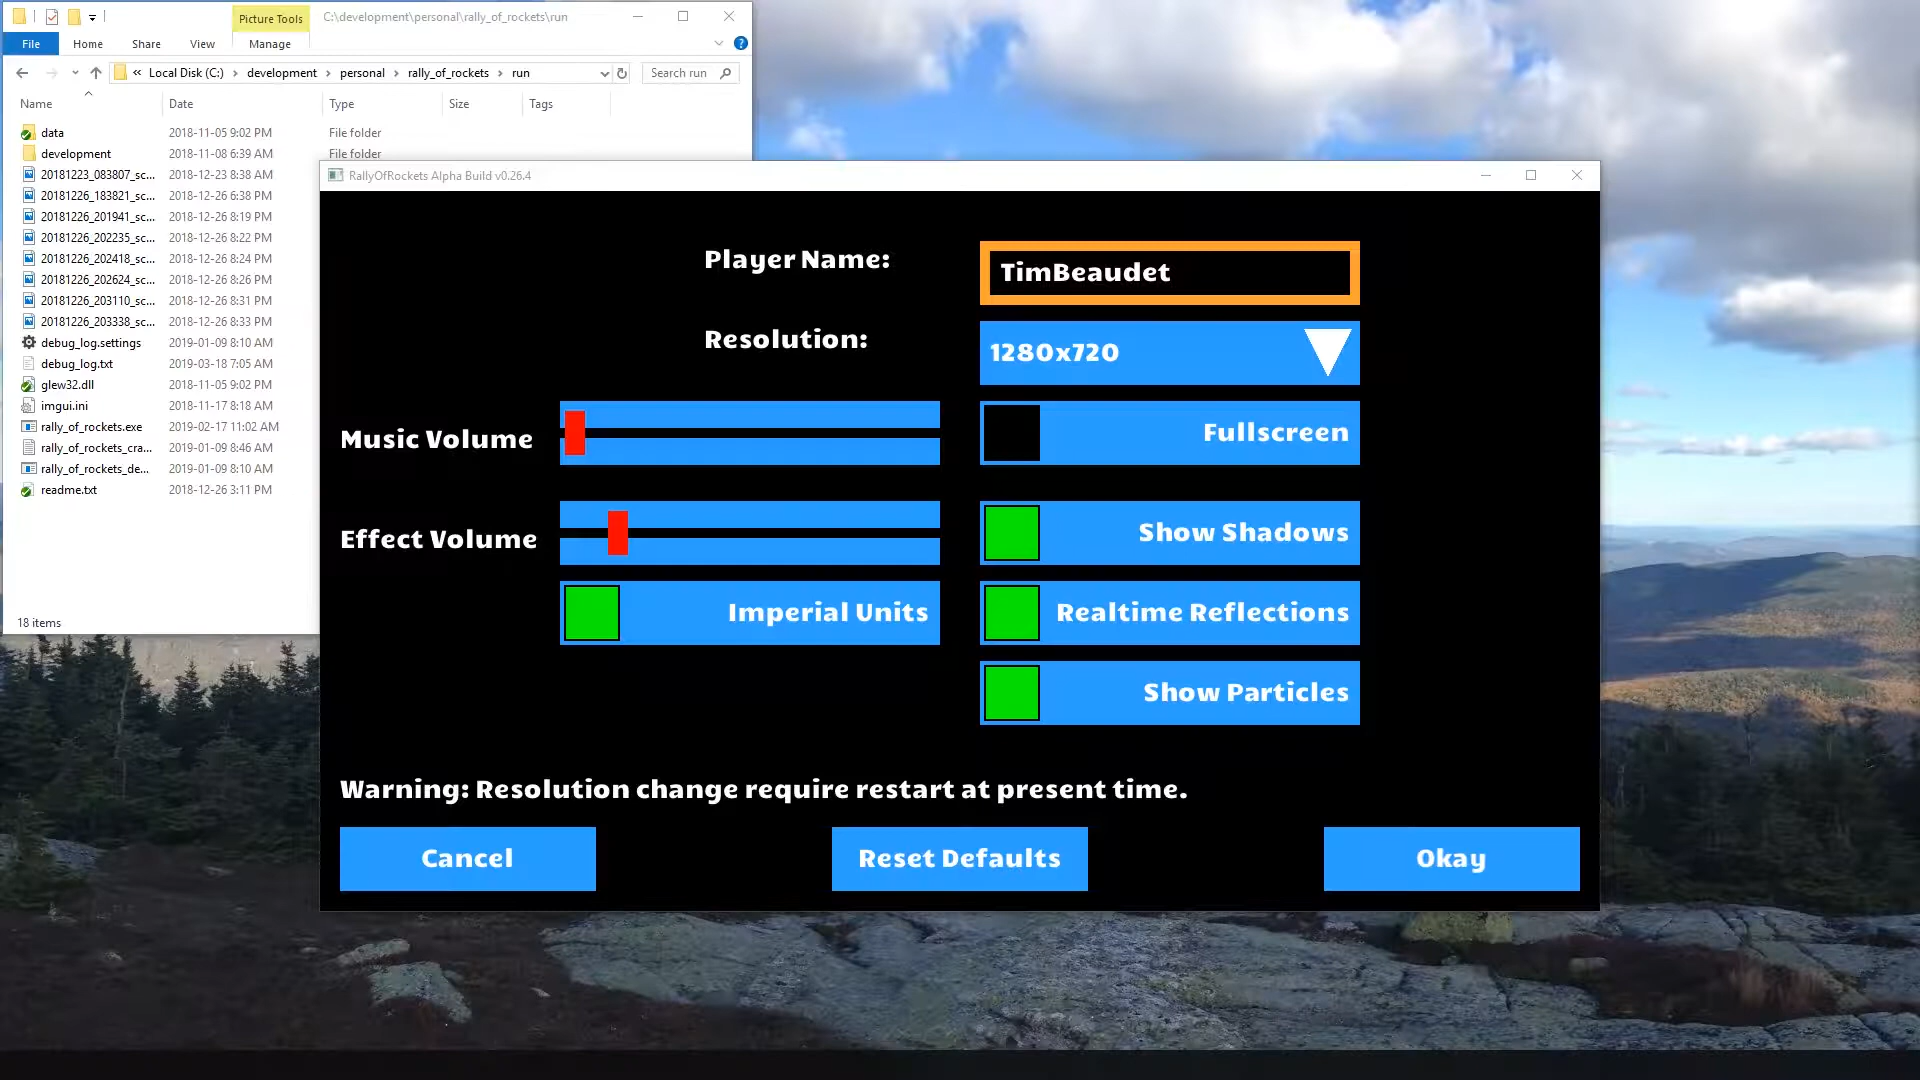 Picture Tools
C:\development\personal\rally_of_rockets\run
File Home Share View Manage
« Local Disk (C:) › development › personal › rally_of_rockets › run
Search run
Name Date Type Size Tags
data 2018-11-05 9:02 PM File folder
development 2018-11-08 6:39 AM File folder
20181223_083807_sc... 2018-12-23 8:38 AM
20181226_183821_sc... 2018-12-26 6:38 PM
20181226_201941_sc... 2018-12-26 8:19 PM
20181226_202235_sc... 2018-12-26 8:22 PM
20181226_202418_sc... 2018-12-26 8:24 PM
20181226_202624_sc... 2018-12-26 8:26 PM
20181226_203110_sc... 2018-12-26 8:31 PM
20181226_203338_sc... 2018-12-26 8:33 PM
debug_log.settings 2019-01-09 8:10 AM
debug_log.txt 2019-03-18 7:05 AM
glew32.dll 2018-11-05 9:02 PM
imgui.ini 2018-11-17 8:18 AM
rally_of_rockets.exe 2019-02-17 11:02 AM
rally_of_rockets_cra... 2019-01-09 8:46 AM
rally_of_rockets_de... 2019-01-09 8:10 AM
readme.txt 2018-12-26 3:11 PM
18 items
RallyOfRockets Alpha Build v0.26.4
Player Name: TimBeaudet
Resolution: 1280x720
Music Volume Fullscreen
Effect Volume Show Shadows
Imperial Units Realtime Reflections
Show Particles
Warning: Resolution change require restart at present time.
Cancel Reset Defaults Okay